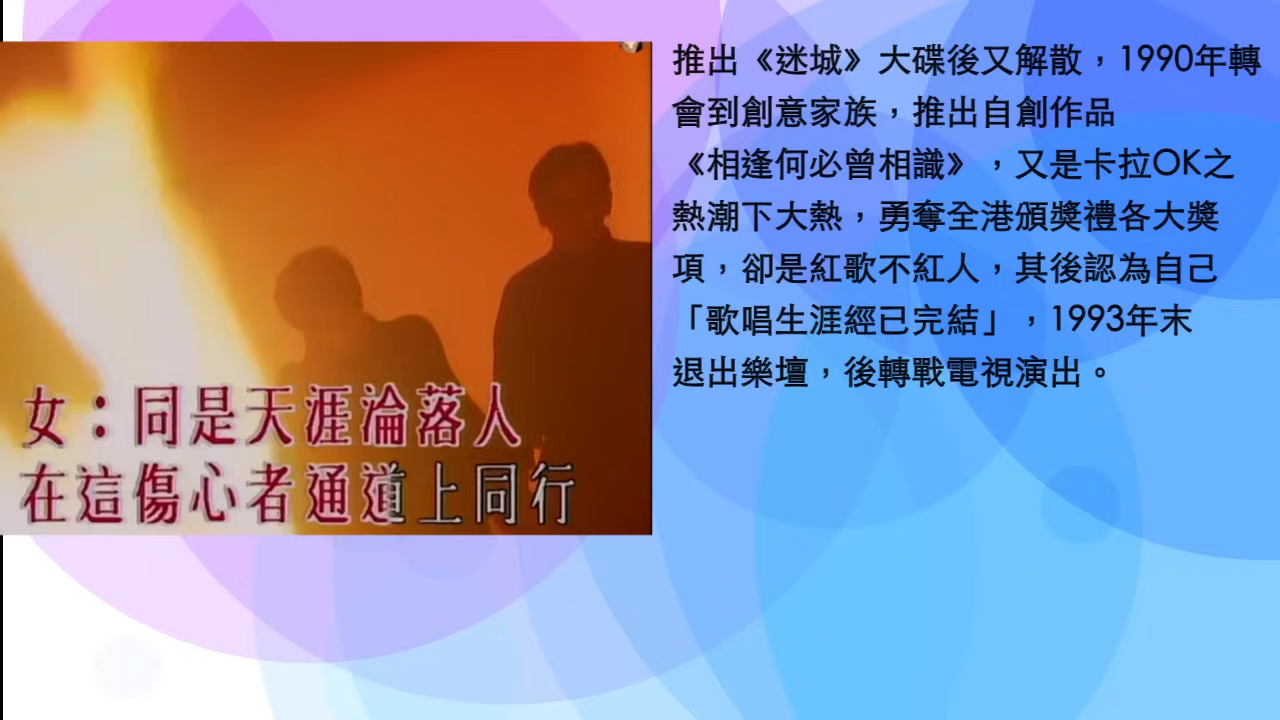 推出《迷城》大碟後又解散，1990年轉
會到創意家族，推出自創作品
《相逢何必曾相識》，又是卡拉OK之
熱潮下大熱，勇奪全港頒獎禮各大獎
項，卻是紅歌不紅人，其後認為自己
「歌唱生涯經已完結」，1993年末
退出樂壇，後轉戰電視演出。
女：同是天涯淪落人
在這傷心者通道上同行